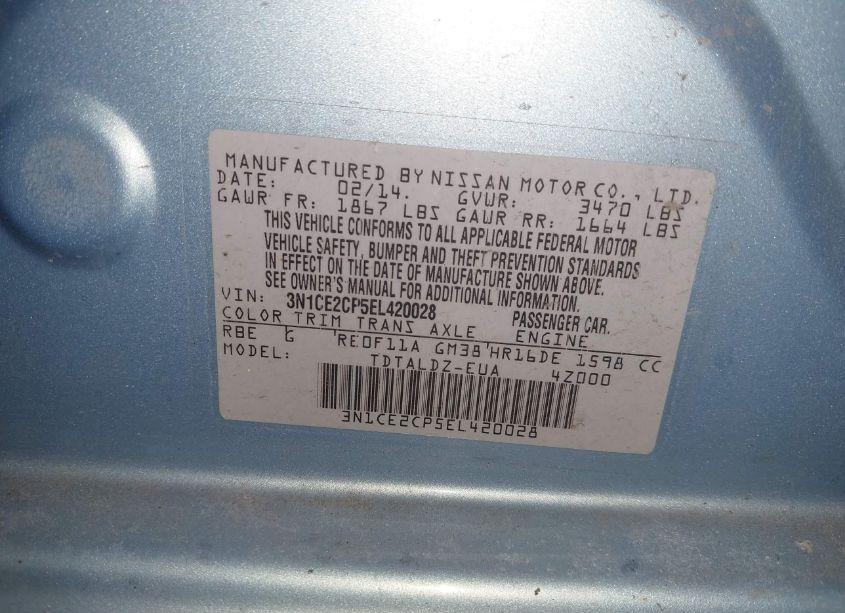 MANUFACTURED BY NISSAN MOTOR CO., LTD.
DATE: 02/14. GVWR: 3470 LBS
GAWR FR: 1867 LBS GAWR RR: 1664 LBS
THIS VEHICLE CONFORMS TO ALL APPLICABLE FEDERAL MOTOR
VEHICLE SAFETY, BUMPER AND THEFT PREVENTION STANDARDS
IN EFFECT ON THE DATE OF MANUFACTURE SHOWN ABOVE.
SEE OWNER'S MANUAL FOR ADDITIONAL INFORMATION.
VIN: 3N1CE2CP5EL420028 PASSENGER CAR.
COLOR TRIM TRANS AXLE ENGINE
RBE G RE0F11A GM38 HR16DE 1598 CC
MODEL: TDTALDZ-EUA 4Z000
3N1CE2CP5EL420028